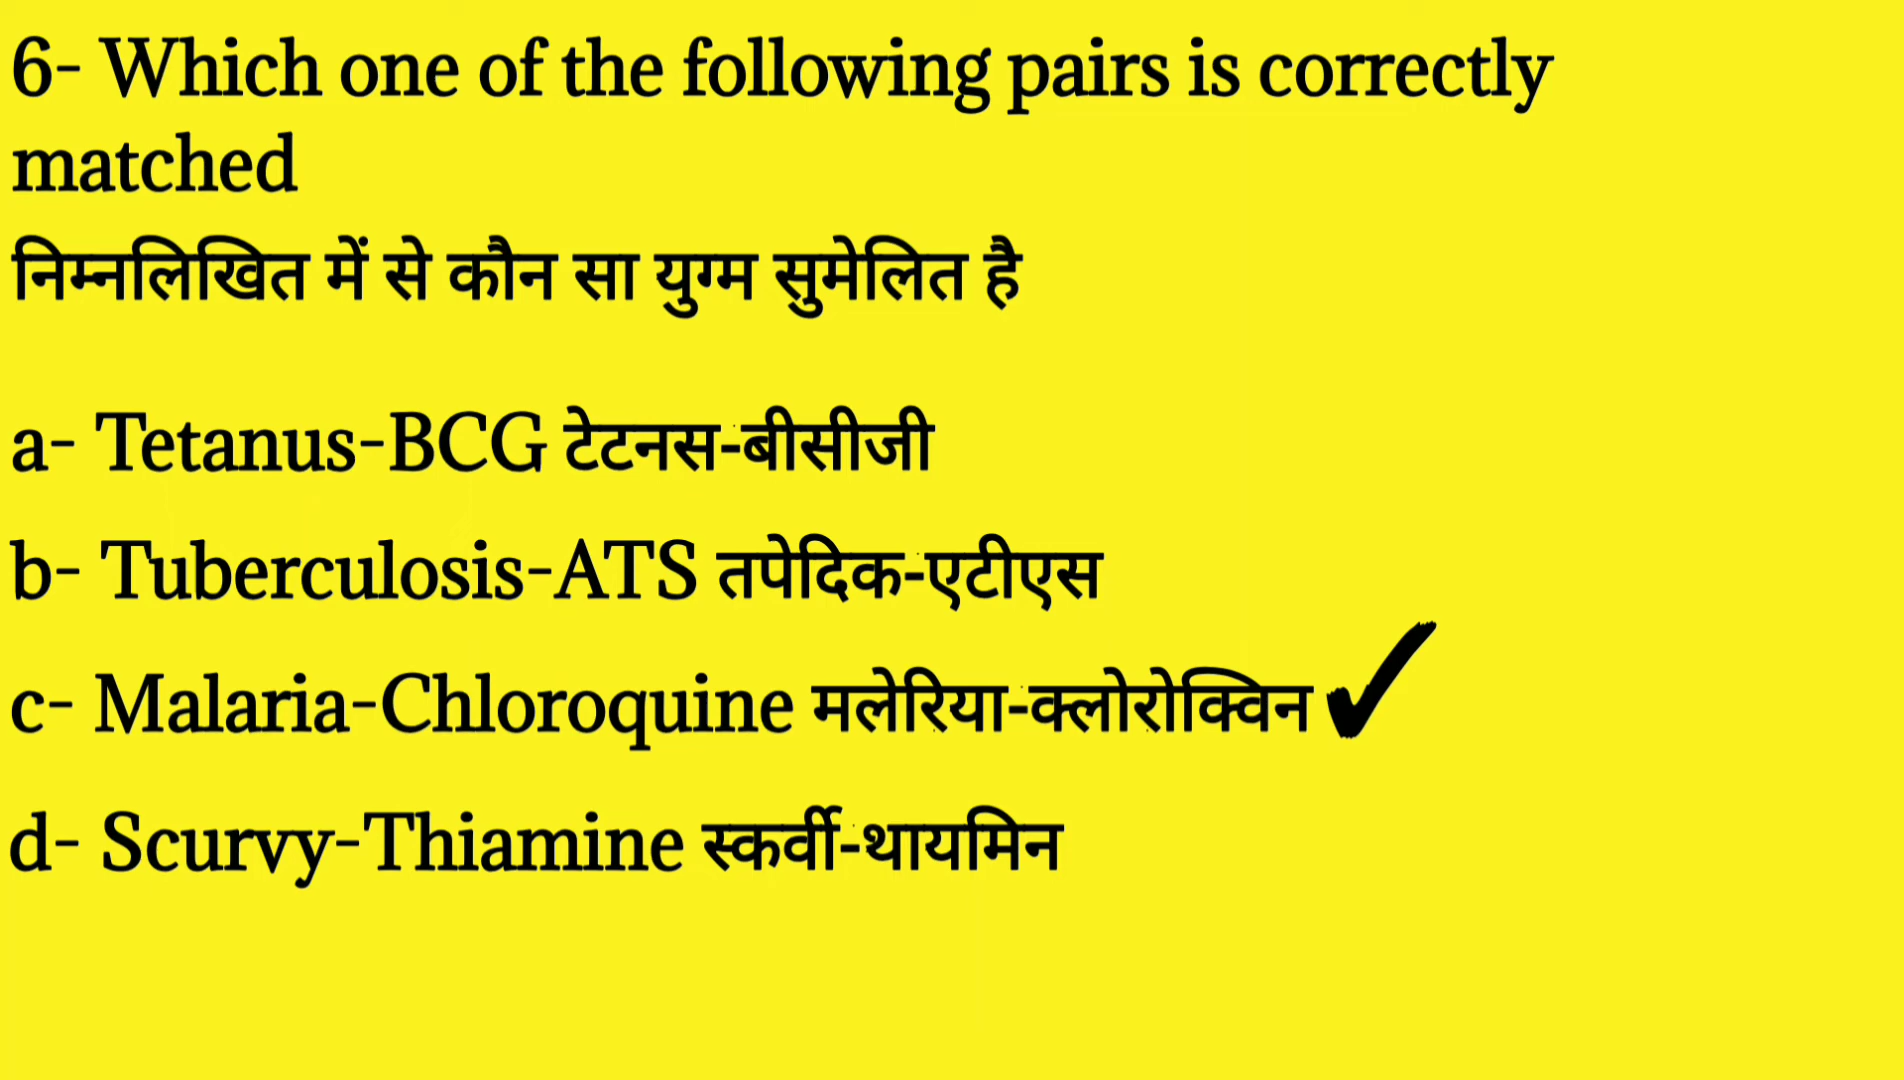 6- Which one of the following pairs is correctly
matched
निम्नलिखित में से कौन सा युग्म सुमेलित है
a- Tetanus-BCG टेटनस-बीसीजी
b- Tuberculosis-ATS तपेदिक-एटीएस
c- Malaria-Chloroquine मलेरिया-क्लोरोक्विन ✓
d- Scurvy-Thiamine स्कर्वी-थायमिन